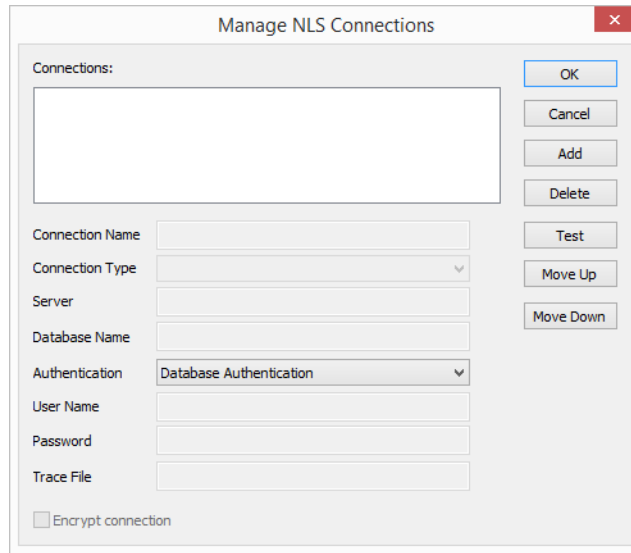 Manage NLS Connections
Connections:
OK
Cancel
Add
Delete
Connection Name
Test
Connection Type
Move Up
Server
Move Down
Database Name
Authentication Database Authentication
User Name
Password
Trace File
Encrypt connection